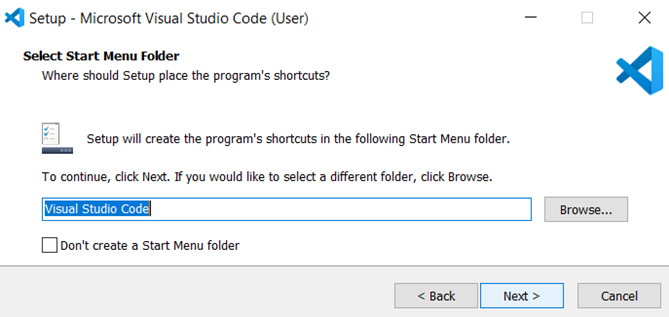 Setup - Microsoft Visual Studio Code (User)
Select Start Menu Folder
Where should Setup place the program's shortcuts?
Setup will create the program's shortcuts in the following Start Menu folder.
To continue, click Next. If you would like to select a different folder, click Browse.
Visual Studio Code
Browse...
Don't create a Start Menu folder
< Back
Next >
Cancel